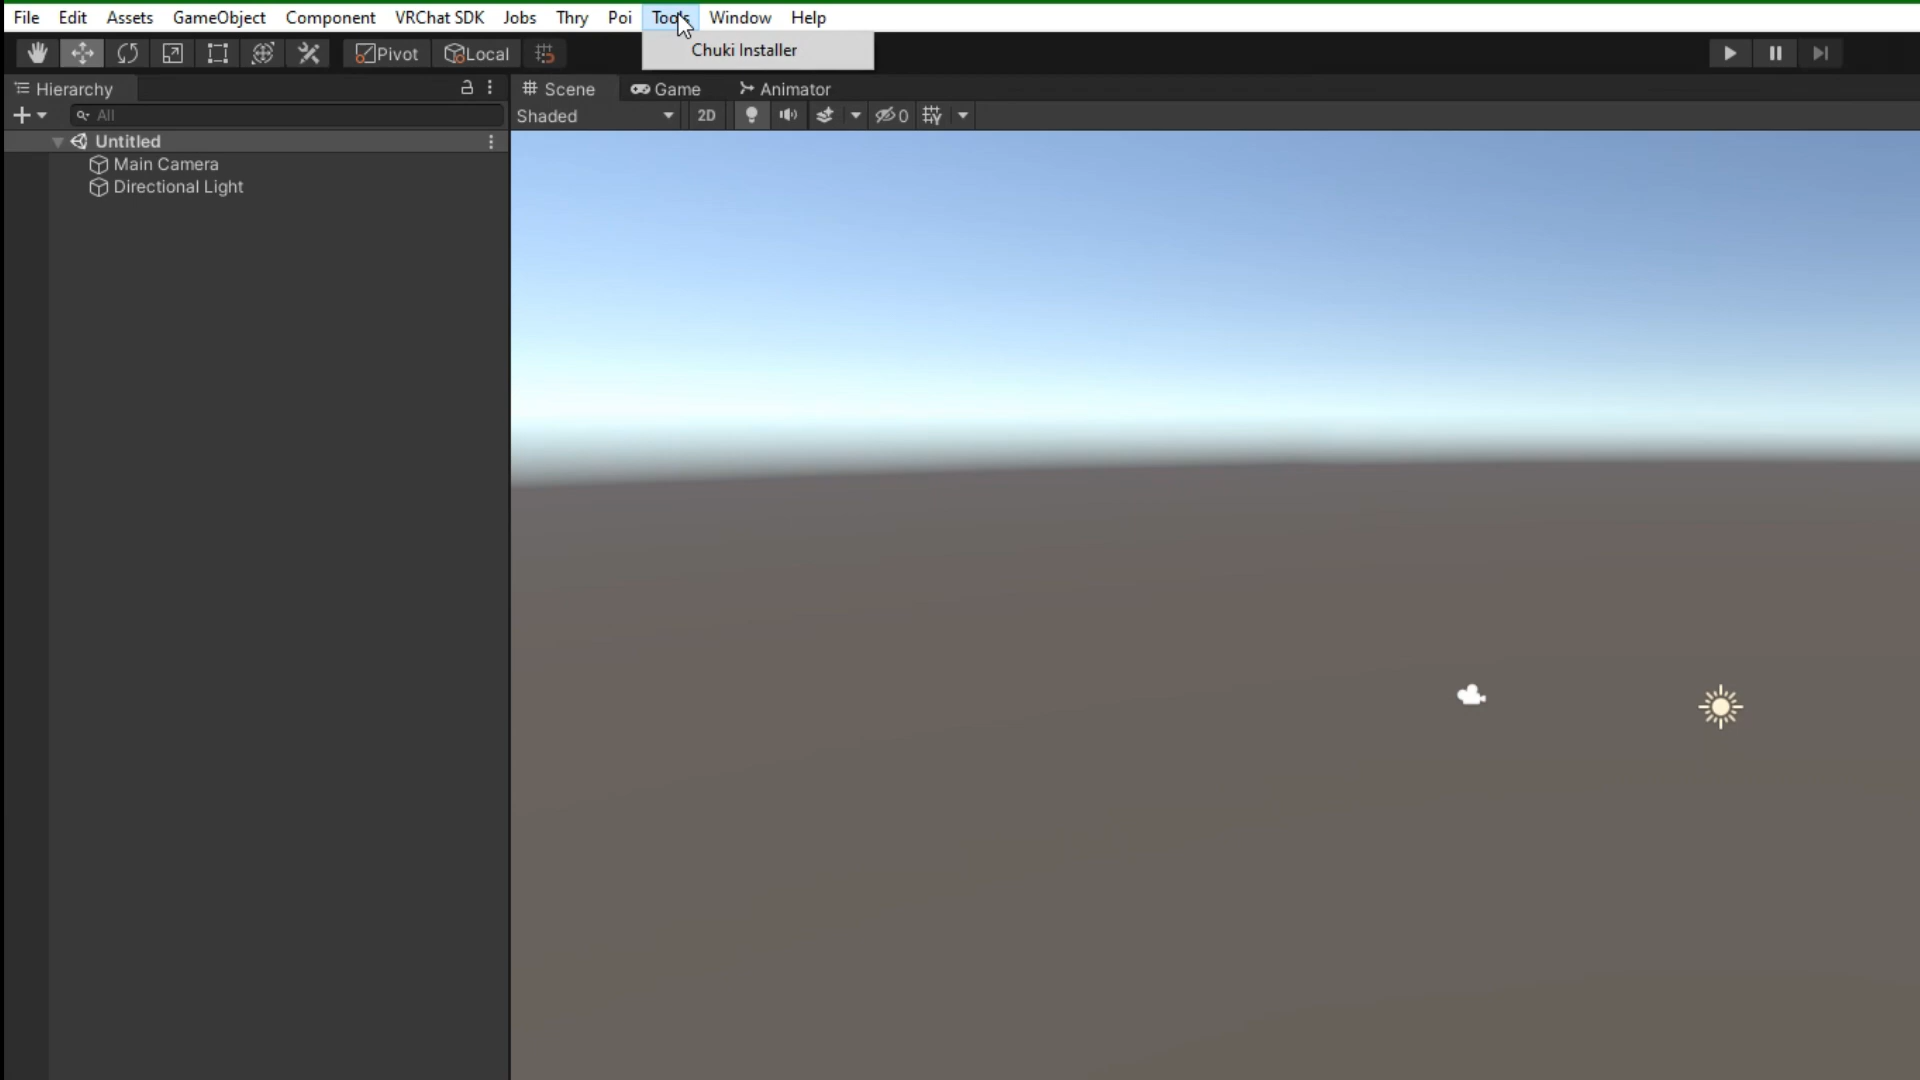 File Edit Assets GameObject Component VRChat SDK Jobs Thry Poi Tools Window Help
Chuki Installer
Pivot Local
Hierarchy
Scene Game Animator
All
Shaded 2D 0
Untitled
Main Camera
Directional Light